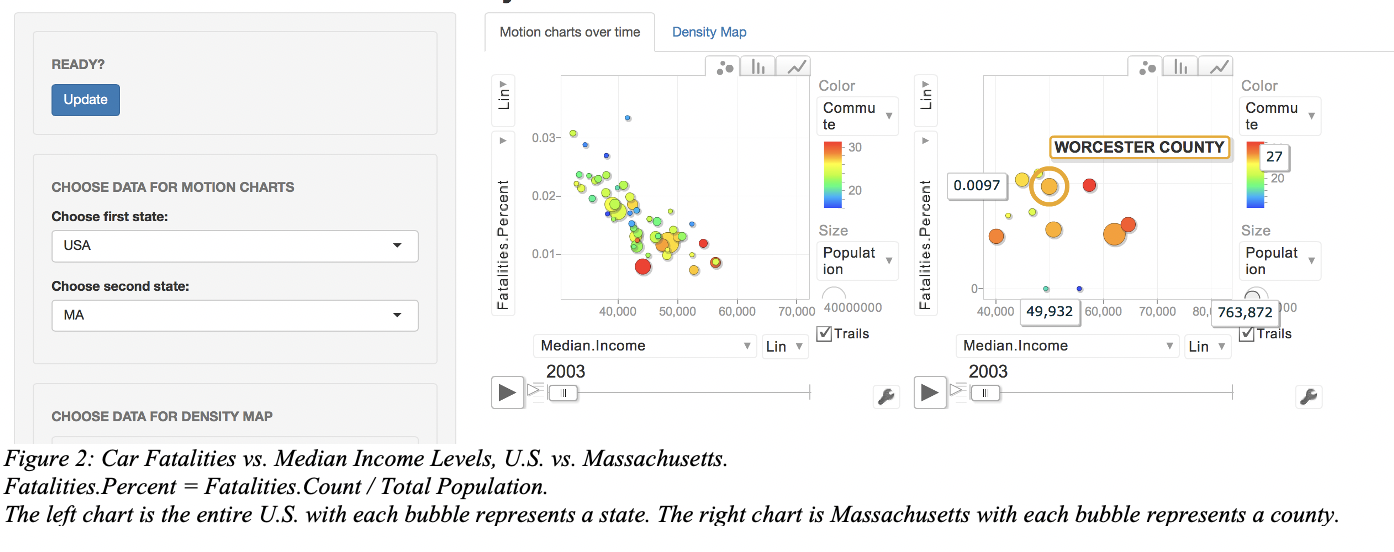 READY?
Update
CHOOSE DATA FOR MOTION CHARTS
Choose first state:
USA
Choose second state:
MA
CHOOSE DATA FOR DENSITY MAP
Motion charts over time
Density Map
Lin
Fatalities.Percent
0.03
0.02
0.01
40,000 50,000 60,000 70,000
Median.Income
Lin
2003
Color
Commu
te
30
20
Size
Populat
ion
40000000
Trails
Lin
Fatalities.Percent
WORCESTER COUNTY
0.0097
0
40,000 49,932 60,000 70,000 80,
Median.Income
Lin
2003
Color
Commu
te
27
20
Size
Populat
ion
763,872
Trails
Figure 2: Car Fatalities vs. Median Income Levels, U.S. vs. Massachusetts.
Fatalities.Percent = Fatalities.Count / Total Population.
The left chart is the entire U.S. with each bubble represents a state. The right chart is Massachusetts with each bubble represents a county.